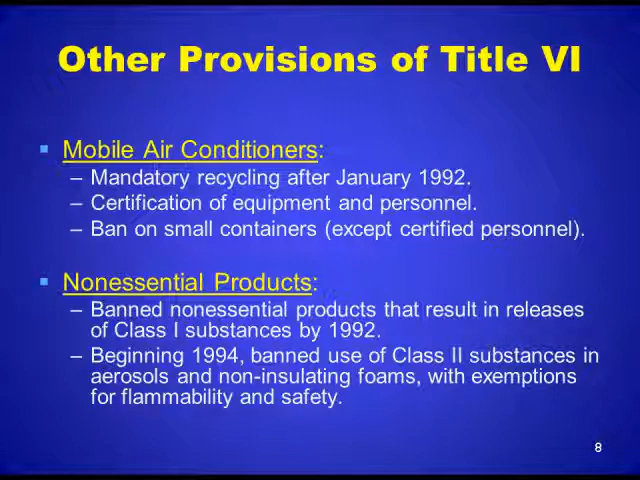 Other Provisions of Title VI
▪ Mobile Air Conditioners:
– Mandatory recycling after January 1992.
– Certification of equipment and personnel.
– Ban on small containers (except certified personnel).
▪ Nonessential Products:
– Banned nonessential products that result in releases
of Class I substances by 1992.
– Beginning 1994, banned use of Class II substances in
aerosols and non-insulating foams, with exemptions
for flammability and safety.
8